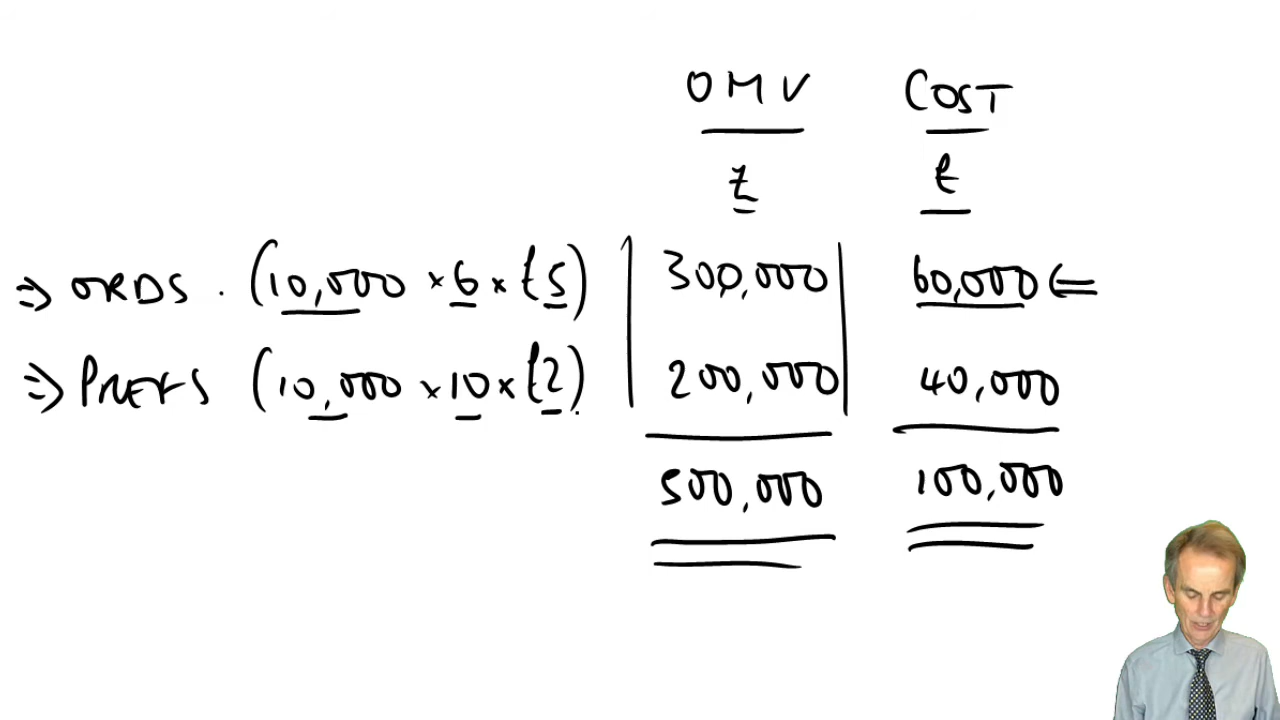 OMV COST
£ £
⇒ ORDS. (10,000 × 6 × £5) 300,000 60,000 ⇐
⇒ PREFS (10,000 × 10 × £2) 200,000 40,000
500,000 100,000